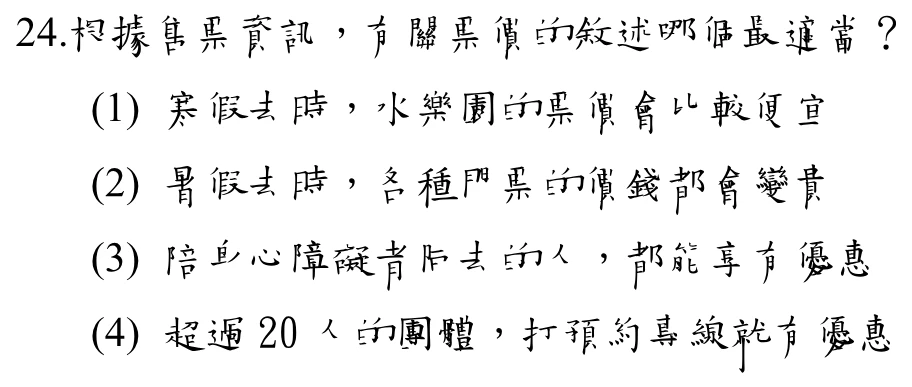 24.根據售票資訊，有關票價的敘述哪個最適當？
(1) 寒假去時，水樂園的票價會比較便宜
(2) 暑假去時，各種門票的價錢都會變貴
(3) 陪身心障礙者同去的人，都能享有優惠
(4) 超過 20 人的團體，打預約專線就有優惠